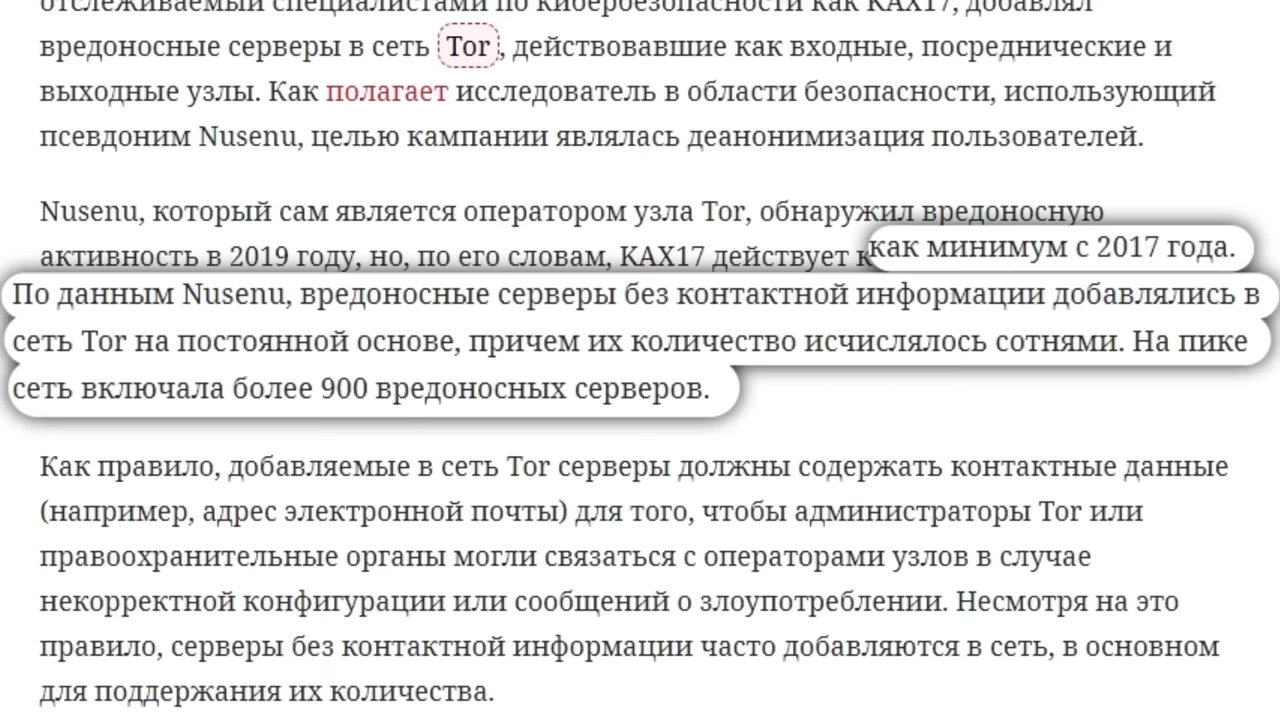 отслеживаемый специалистами по кибербезопасности как KAX17, добавлял
вредоносные серверы в сеть Tor, действовавшие как входные, посреднические и
выходные узлы. Как полагает исследователь в области безопасности, использующий
псевдоним Nusenu, целью кампании являлась деанонимизация пользователей.
Nusenu, который сам является оператором узла Tor, обнаружил вредоносную
активность в 2019 году, но, по его словам, KAX17 действует как минимум с 2017 года.
По данным Nusenu, вредоносные серверы без контактной информации добавлялись в
сеть Tor на постоянной основе, причем их количество исчислялось сотнями. На пике
сеть включала более 900 вредоносных серверов.
Как правило, добавляемые в сеть Tor серверы должны содержать контактные данные
(например, адрес электронной почты) для того, чтобы администраторы Tor или
правоохранительные органы могли связаться с операторами узлов в случае
некорректной конфигурации или сообщений о злоупотреблении. Несмотря на это
правило, серверы без контактной информации часто добавляются в сеть, в основном
для поддержания их количества.